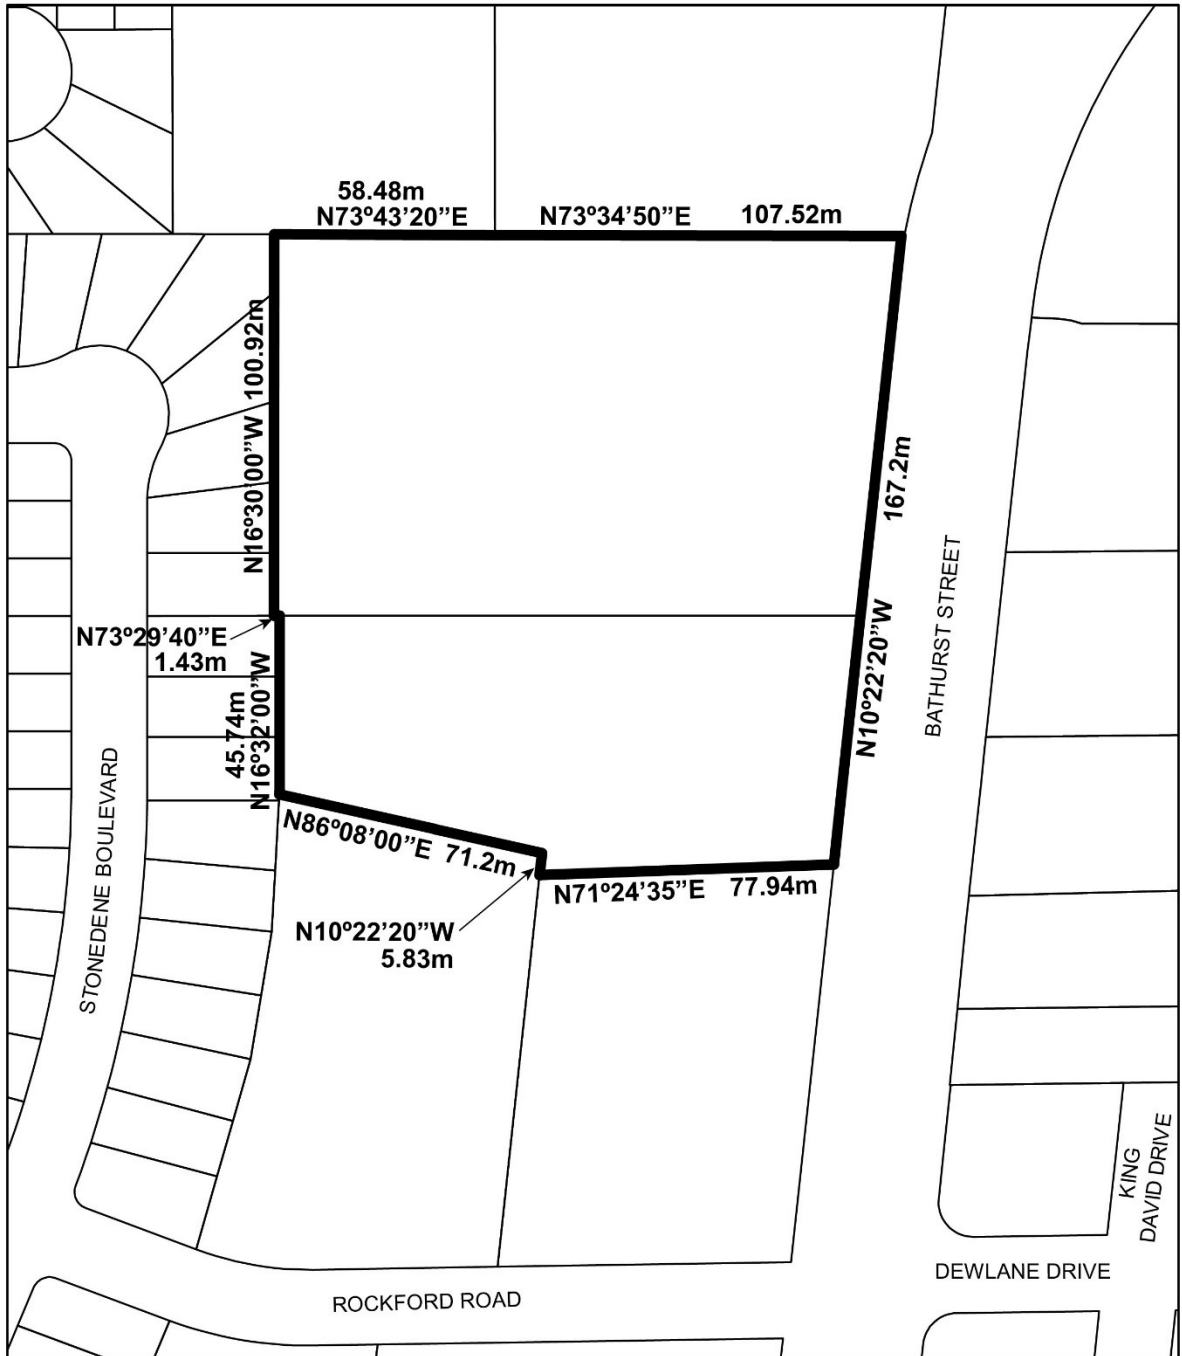 58.48m
N73º43’20”E
N73º34’50”E 107.52m
N16º30’00”W 100.92m
167.2m
N10º22’20”W
BATHURST STREET
N73º29’40”E
1.43m
45.74m
N16º32’00”W
STONEDENE BOULEVARD
N86º08’00”E 71.2m
N71º24’35”E 77.94m
N10º22’20”W
5.83m
KING
DAVID DRIVE
DEWLANE DRIVE
ROCKFORD ROAD